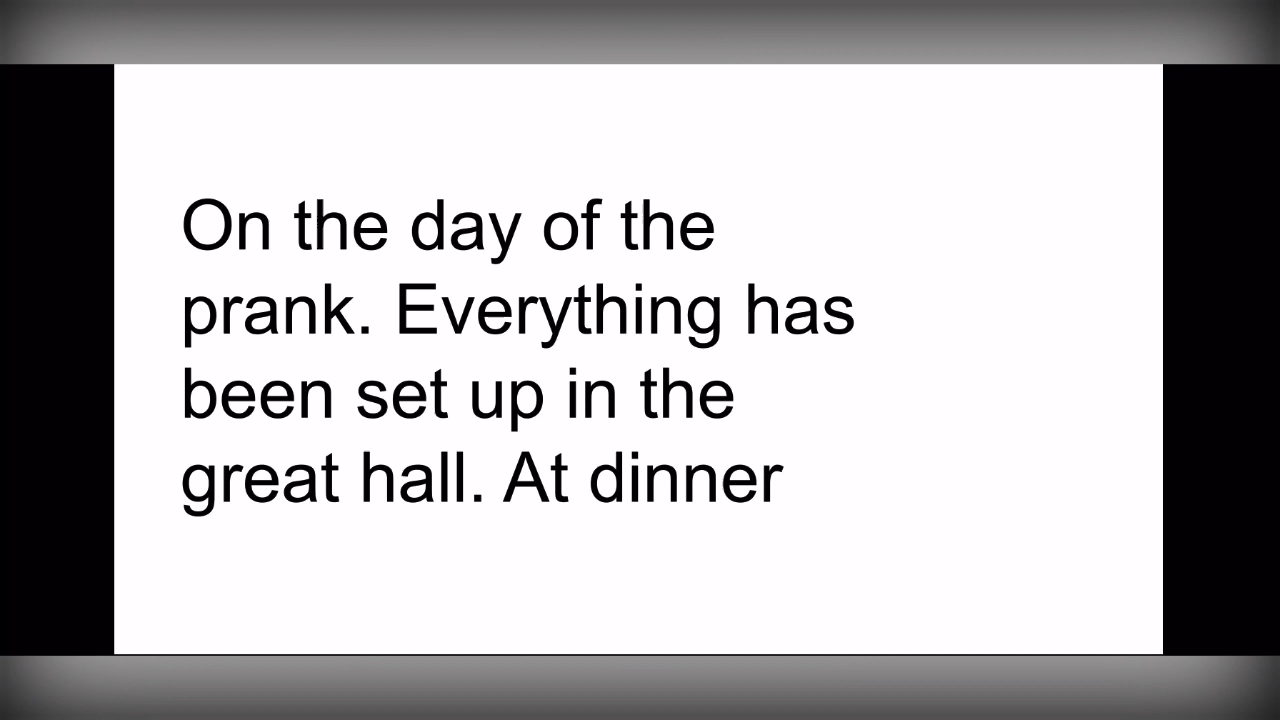 On the day of the
prank. Everything has
been set up in the
great hall. At dinner